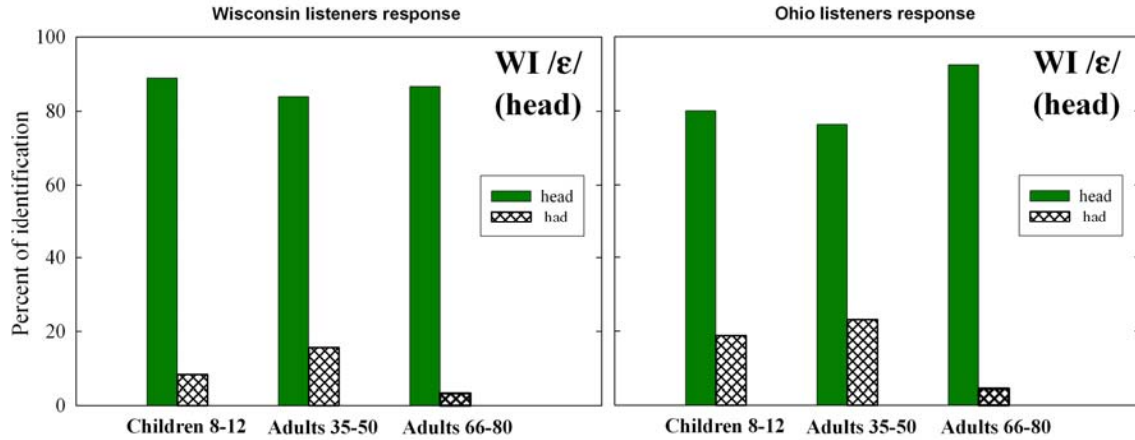 Wisconsin listeners response
Ohio listeners response
Percent of identification
100
80
60
40
20
0
WI /ɛ/
(head)
head
had
Children 8-12
Adults 35-50
Adults 66-80
WI /ɛ/
(head)
head
had
Children 8-12
Adults 35-50
Adults 66-80